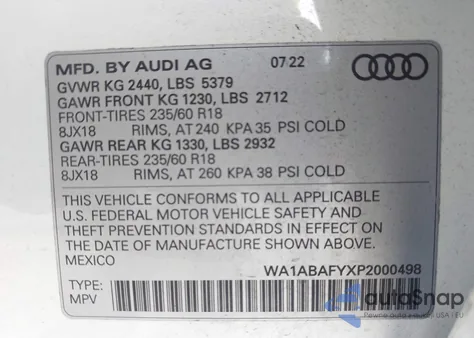 MFD. BY AUDI AG 07 22
GVWR KG 2440, LBS 5379
GAWR FRONT KG 1230, LBS 2712
FRONT-TIRES 235/60 R18
8JX18 RIMS, AT 240 KPA 35 PSI COLD
GAWR REAR KG 1330, LBS 2932
REAR-TIRES 235/60 R18
8JX18 RIMS, AT 260 KPA 38 PSI COLD
THIS VEHICLE CONFORMS TO ALL APPLICABLE
U.S. FEDERAL MOTOR VEHICLE SAFETY AND
THEFT PREVENTION STANDARDS IN EFFECT ON
THE DATE OF MANUFACTURE SHOWN ABOVE.
MEXICO
WA1ABAFYXP2000498
TYPE:
MPV
autoSnap
Pewne auto z USA i EU